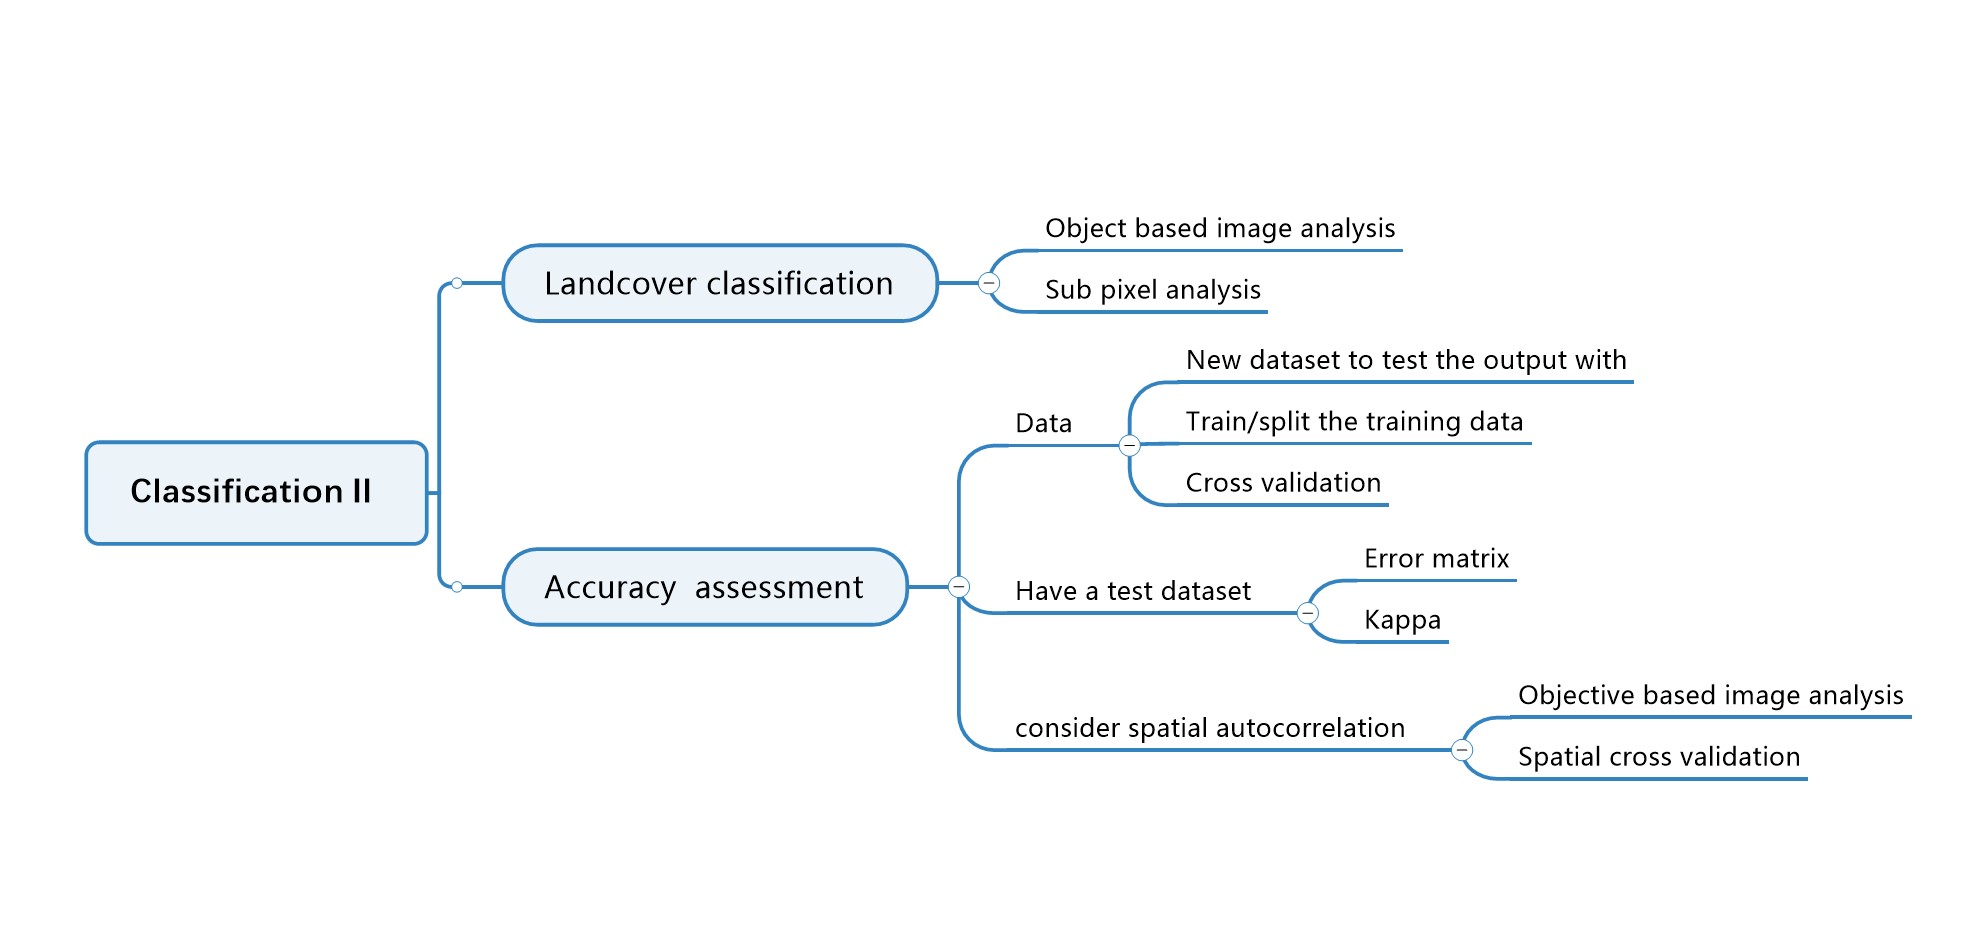 Classification II
Landcover classification
Object based image analysis
Sub pixel analysis
Accuracy  assessment
Data
New dataset to test the output with
Train/split the training data
Cross validation
Have a test dataset
Error matrix
Kappa
consider spatial autocorrelation
Objective based image analysis
Spatial cross validation